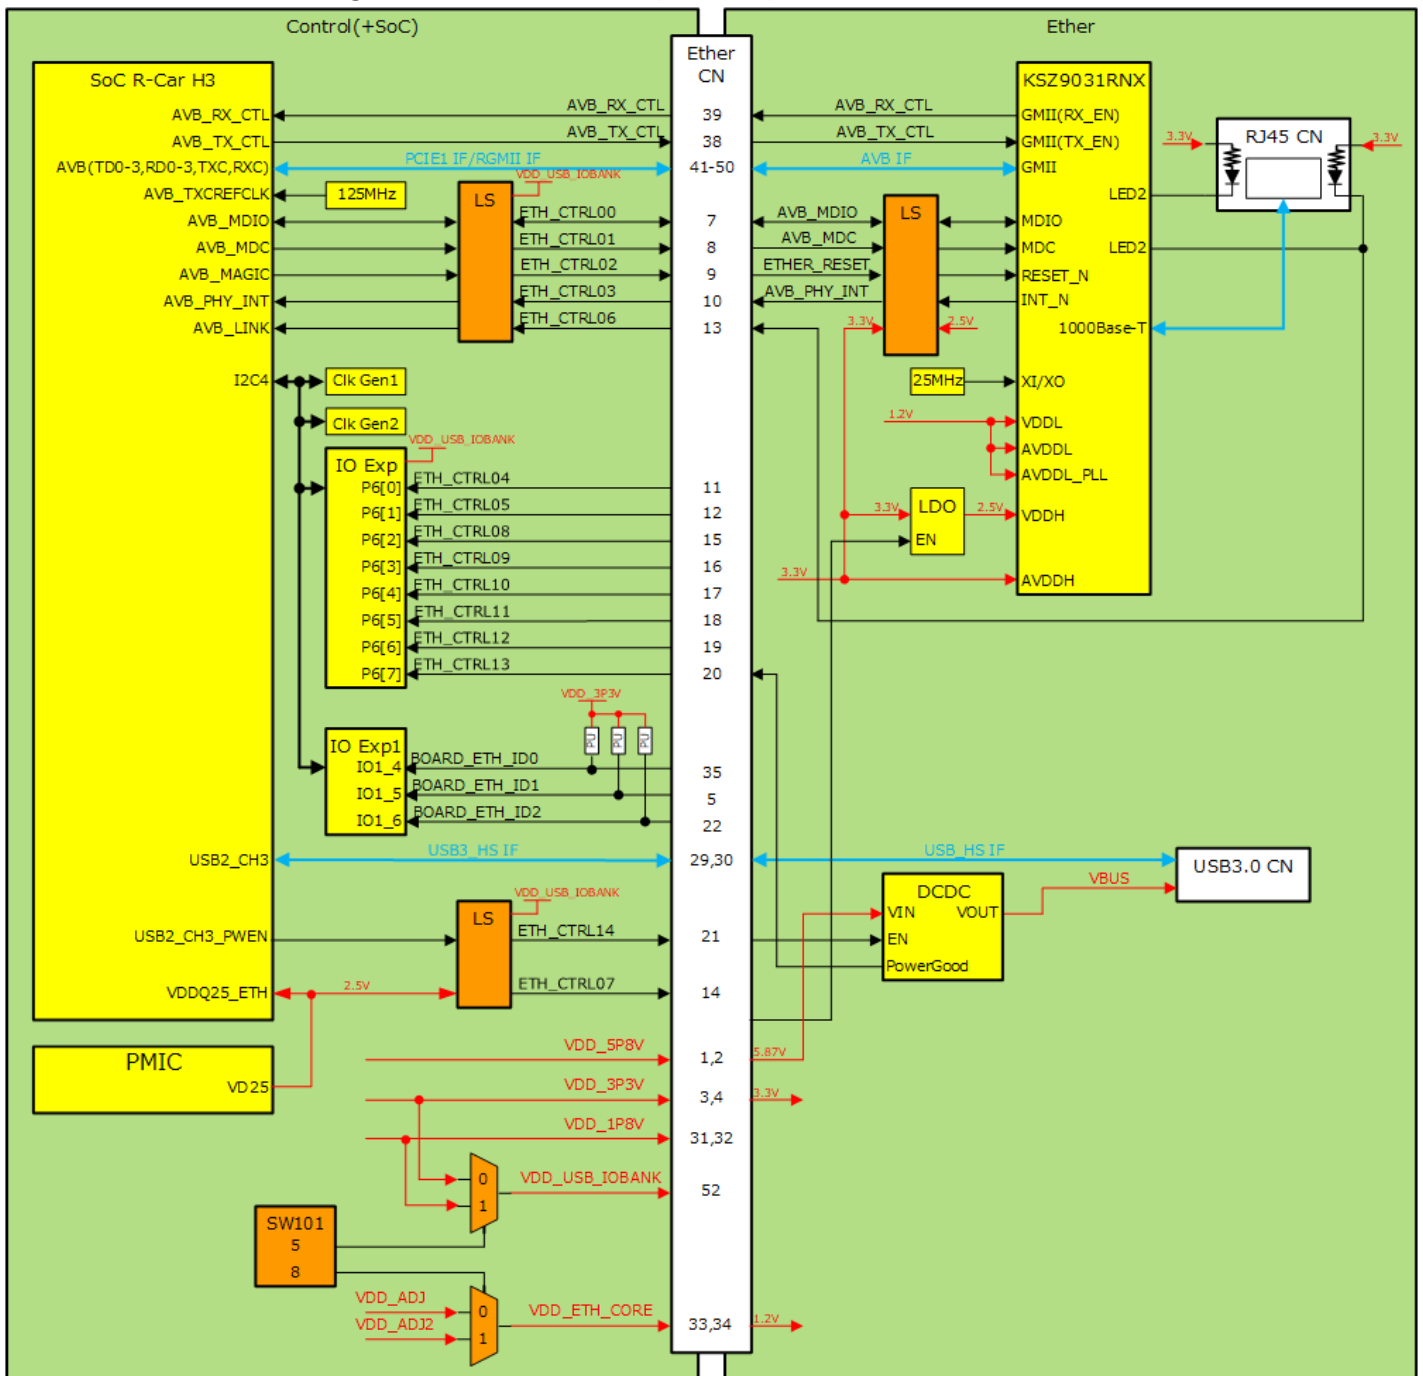 Control(+SoC)
Ether
Ether
CN
SoC R-Car H3
KSZ9031RNX
AVB_RX_CTL
AVB_RX_CTL
39
AVB_RX_CTL
GMII(RX_EN)
AVB_TX_CTL
AVB_TX_CTL
38
AVB_TX_CTL
GMII(TX_EN)
3.3V
RJ45 CN
3.3V
AVB(TD0-3,RD0-3,TXC,RXC)
PCIE1 IF/RGMII IF
41-50
AVB IF
GMII
VDD_USB_IOBANK
AVB_TXCREFCLK
125MHz
LS
LS
LED2
AVB_MDIO
ETH_CTRL00
7
AVB_MDIO
MDIO
AVB_MDC
ETH_CTRL01
8
AVB_MDC
MDC
LED2
AVB_MAGIC
ETH_CTRL02
9
ETHER_RESET
RESET_N
AVB_PHY_INT
ETH_CTRL03
10
AVB_PHY_INT
INT_N
AVB_LINK
ETH_CTRL06
13
3.3V
2.5V
1000Base-T
I2C4
Clk Gen1
25MHz
XI/XO
Clk Gen2
1.2V
VDDL
VDD_USB_IOBANK
AVDDL
IO Exp
AVDDL_PLL
P6[0]
ETH_CTRL04
11
P6[1]
ETH_CTRL05
12
3.3V
LDO
2.5V
VDDH
P6[2]
ETH_CTRL08
15
EN
P6[3]
ETH_CTRL09
16
3.3V
AVDDH
P6[4]
ETH_CTRL10
17
P6[5]
ETH_CTRL11
18
P6[6]
ETH_CTRL12
19
P6[7]
ETH_CTRL13
20
VDD_3P3V
PU
PU
PU
IO Exp1
IO1_4
BOARD_ETH_ID0
35
IO1_5
BOARD_ETH_ID1
5
IO1_6
BOARD_ETH_ID2
22
USB2_CH3
USB3_HS IF
29,30
USB_HS IF
USB3.0 CN
VDD_USB_IOBANK
DCDC
VBUS
LS
VIN
VOUT
USB2_CH3_PWEN
ETH_CTRL14
21
EN
PowerGood
VDDQ25_ETH
2.5V
ETH_CTRL07
14
PMIC
VD25
VDD_5P8V
1,2
5.87V
VDD_3P3V
3,4
3.3V
VDD_1P8V
31,32
0
1
VDD_USB_IOBANK
52
SW101
5
8
VDD_ADJ
VDD_ADJ2
0
1
VDD_ETH_CORE
33,34
1.2V